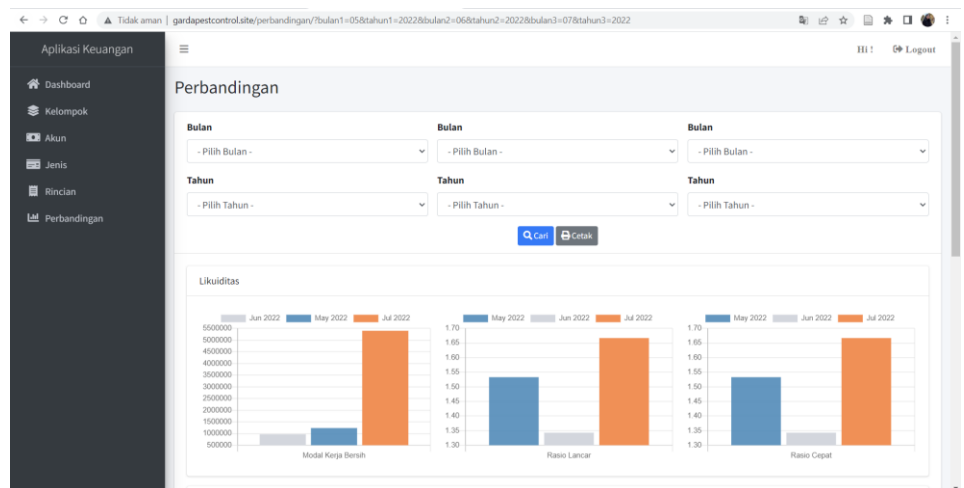 Tidak aman | gardapestcontrol.site/perbandingan/?bulan1=05&tahun1=2022&bulan2=06&tahun2=2022&bulan3=07&tahun3=2022
Aplikasi Keuangan
Hi ! Logout
Dashboard
Kelompok
Akun
Jenis
Rincian
Perbandingan
Perbandingan
Bulan Bulan Bulan
- Pilih Bulan - - Pilih Bulan - - Pilih Bulan -
Tahun Tahun Tahun
- Pilih Tahun - - Pilih Tahun - - Pilih Tahun -
Cari Cetak
Likuiditas
Jun 2022 May 2022 Jul 2022
5500000
5000000
4500000
4000000
3500000
3000000
2500000
2000000
1500000
1000000
500000
Modal Kerja Bersih
May 2022 Jun 2022 Jul 2022
1.70
1.65
1.60
1.55
1.50
1.45
1.40
1.35
1.30
Rasio Lancar
May 2022 Jun 2022 Jul 2022
1.70
1.65
1.60
1.55
1.50
1.45
1.40
1.35
1.30
Rasio Cepat